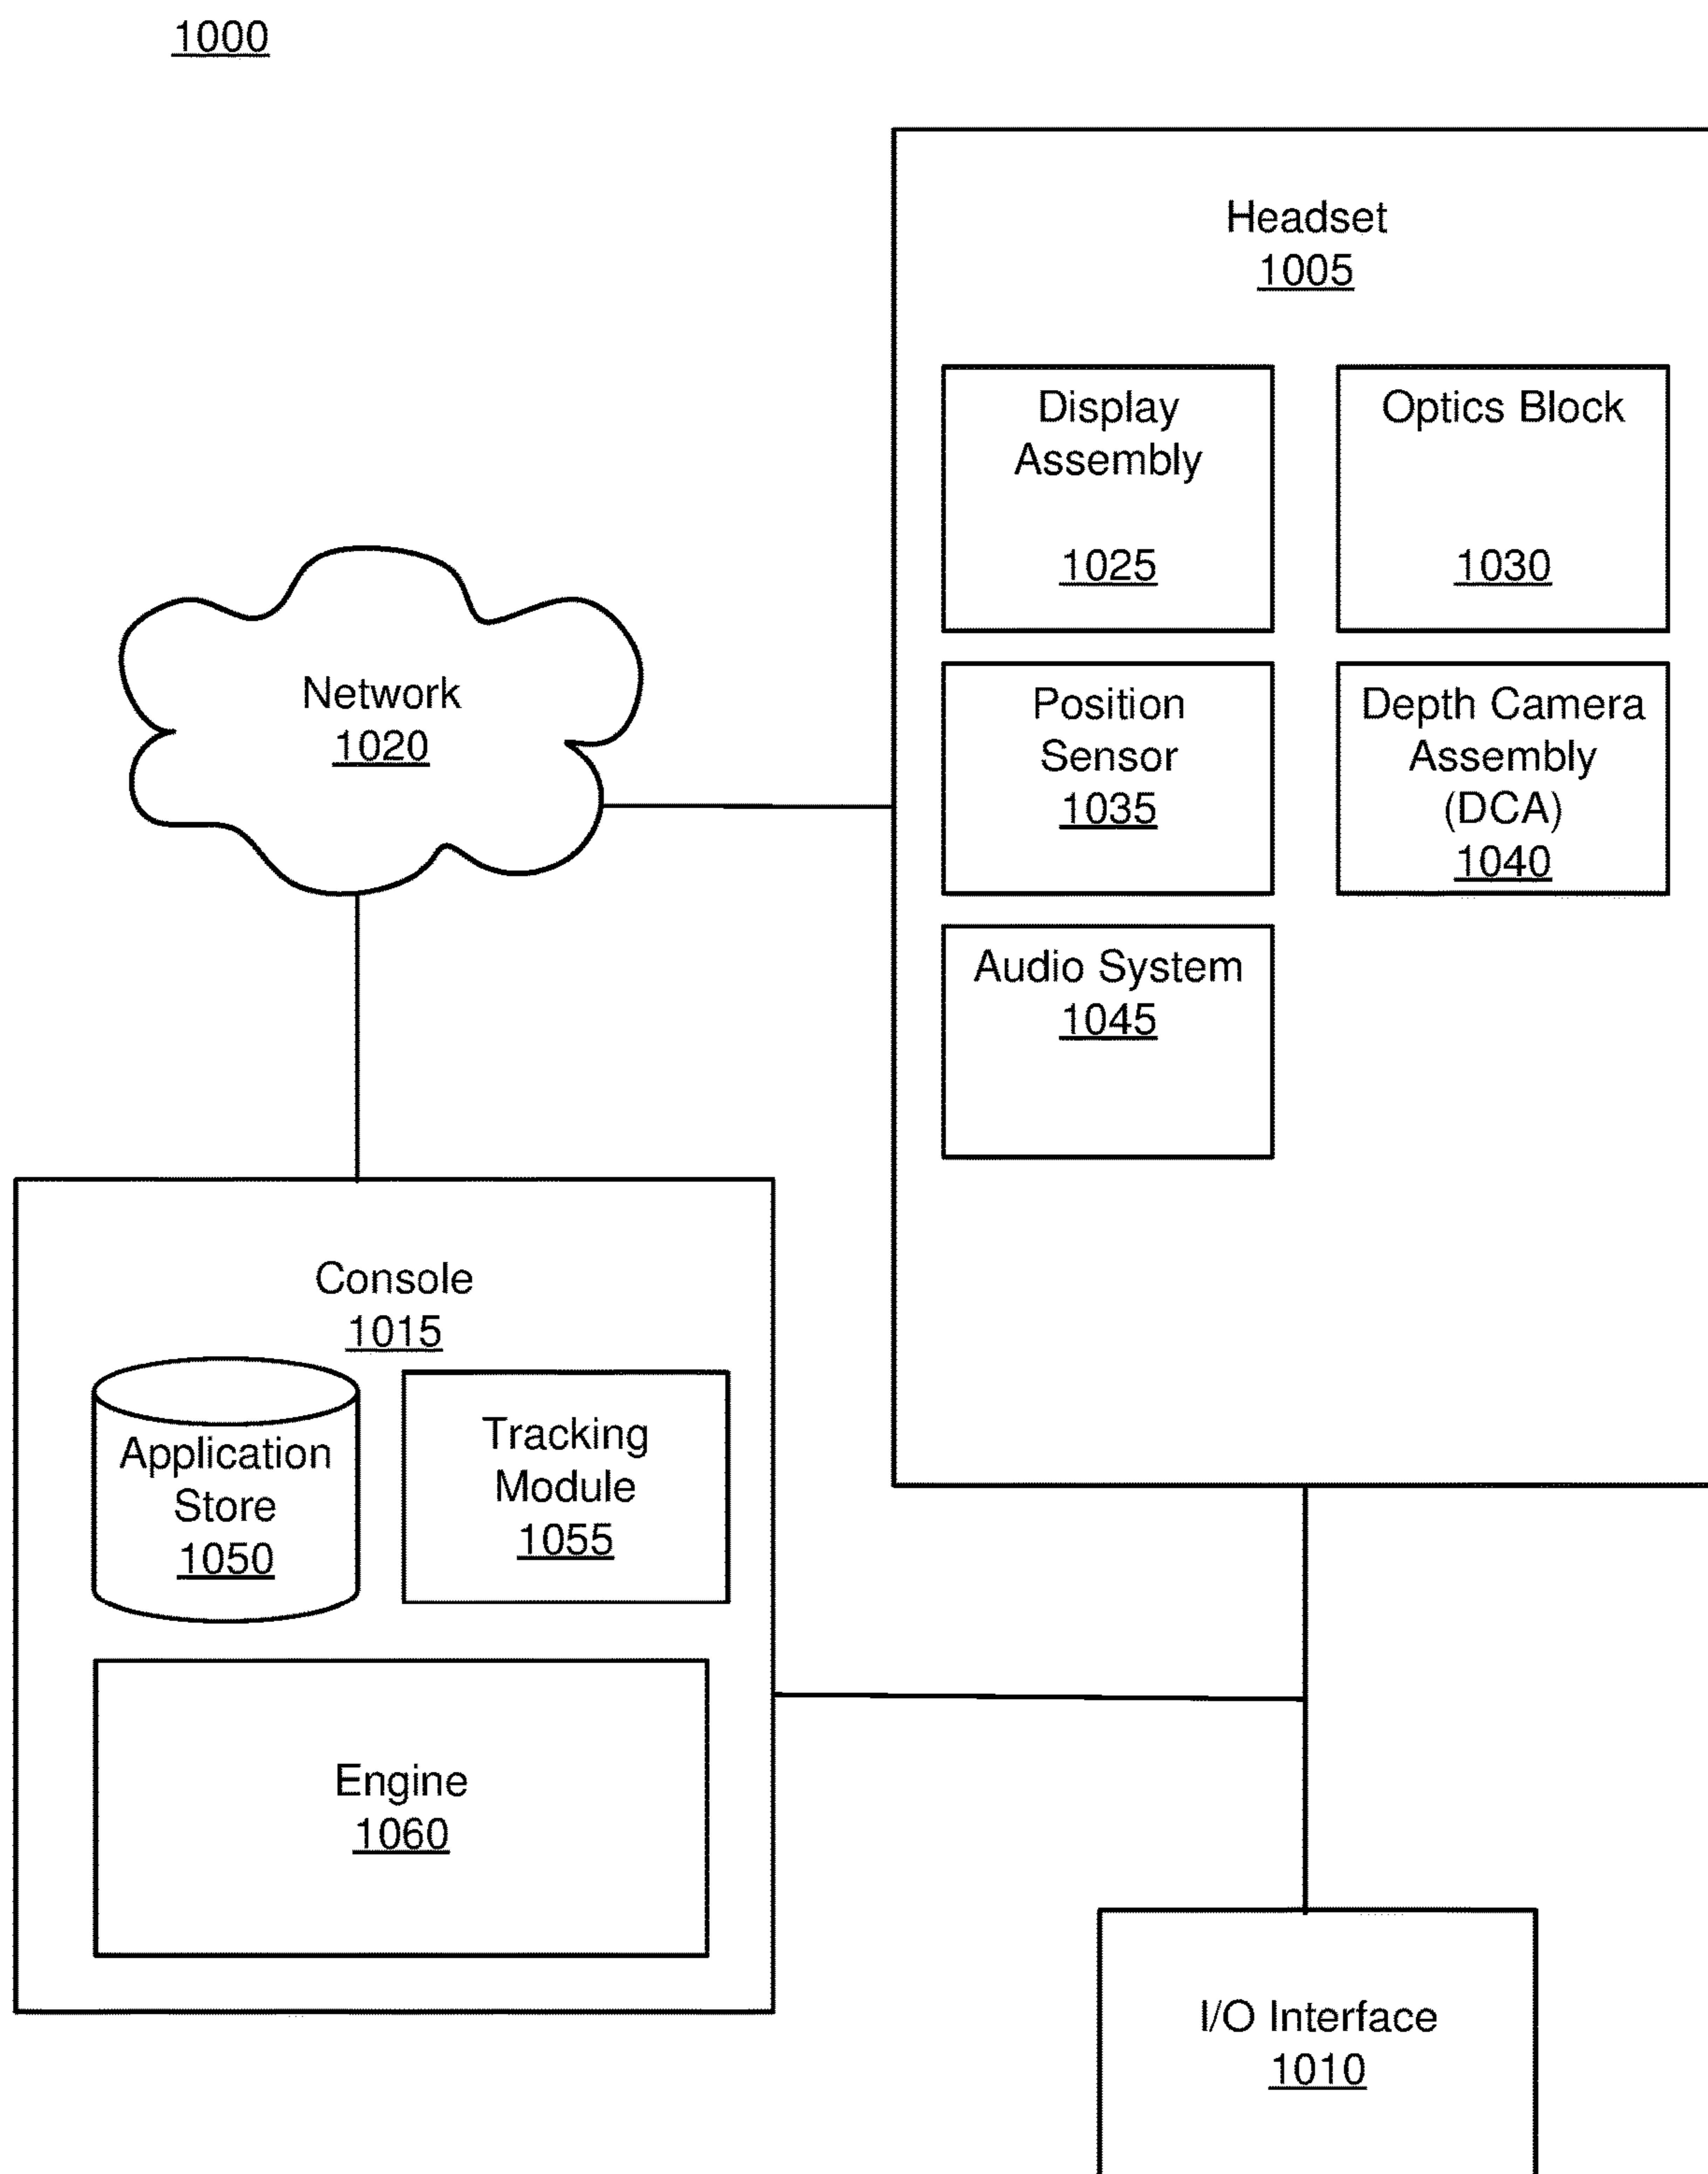 1000
Headset
1005
Display
Assembly
1025
Optics Block
1030
Position
Sensor
1035
Depth Camera
Assembly
(DCA)
1040
Audio System
1045
Network
1020
Console
1015
Application
Store
1050
Tracking
Module
1055
Engine
1060
I/O Interface
1010